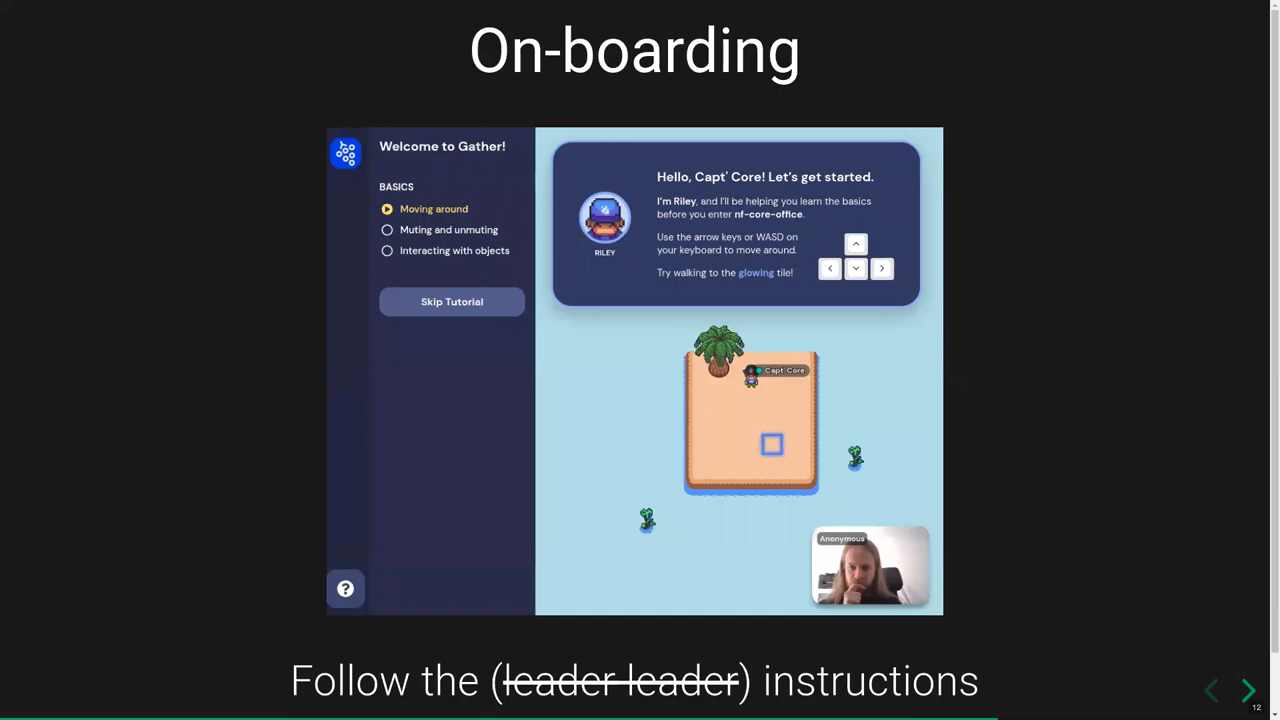 On-boarding
Welcome to Gather!
BASICS
Moving around
Muting and unmuting
Interacting with objects
Skip Tutorial
Hello, Capt' Core! Let's get started.
I'm Riley, and I'll be helping you learn the basics
before you enter nf-core-office.
Use the arrow keys or WASD on
your keyboard to move around.
Try walking to the glowing tile!
RILEY
Capt Core
Anonymous
?
Follow the (leader leader) instructions
12